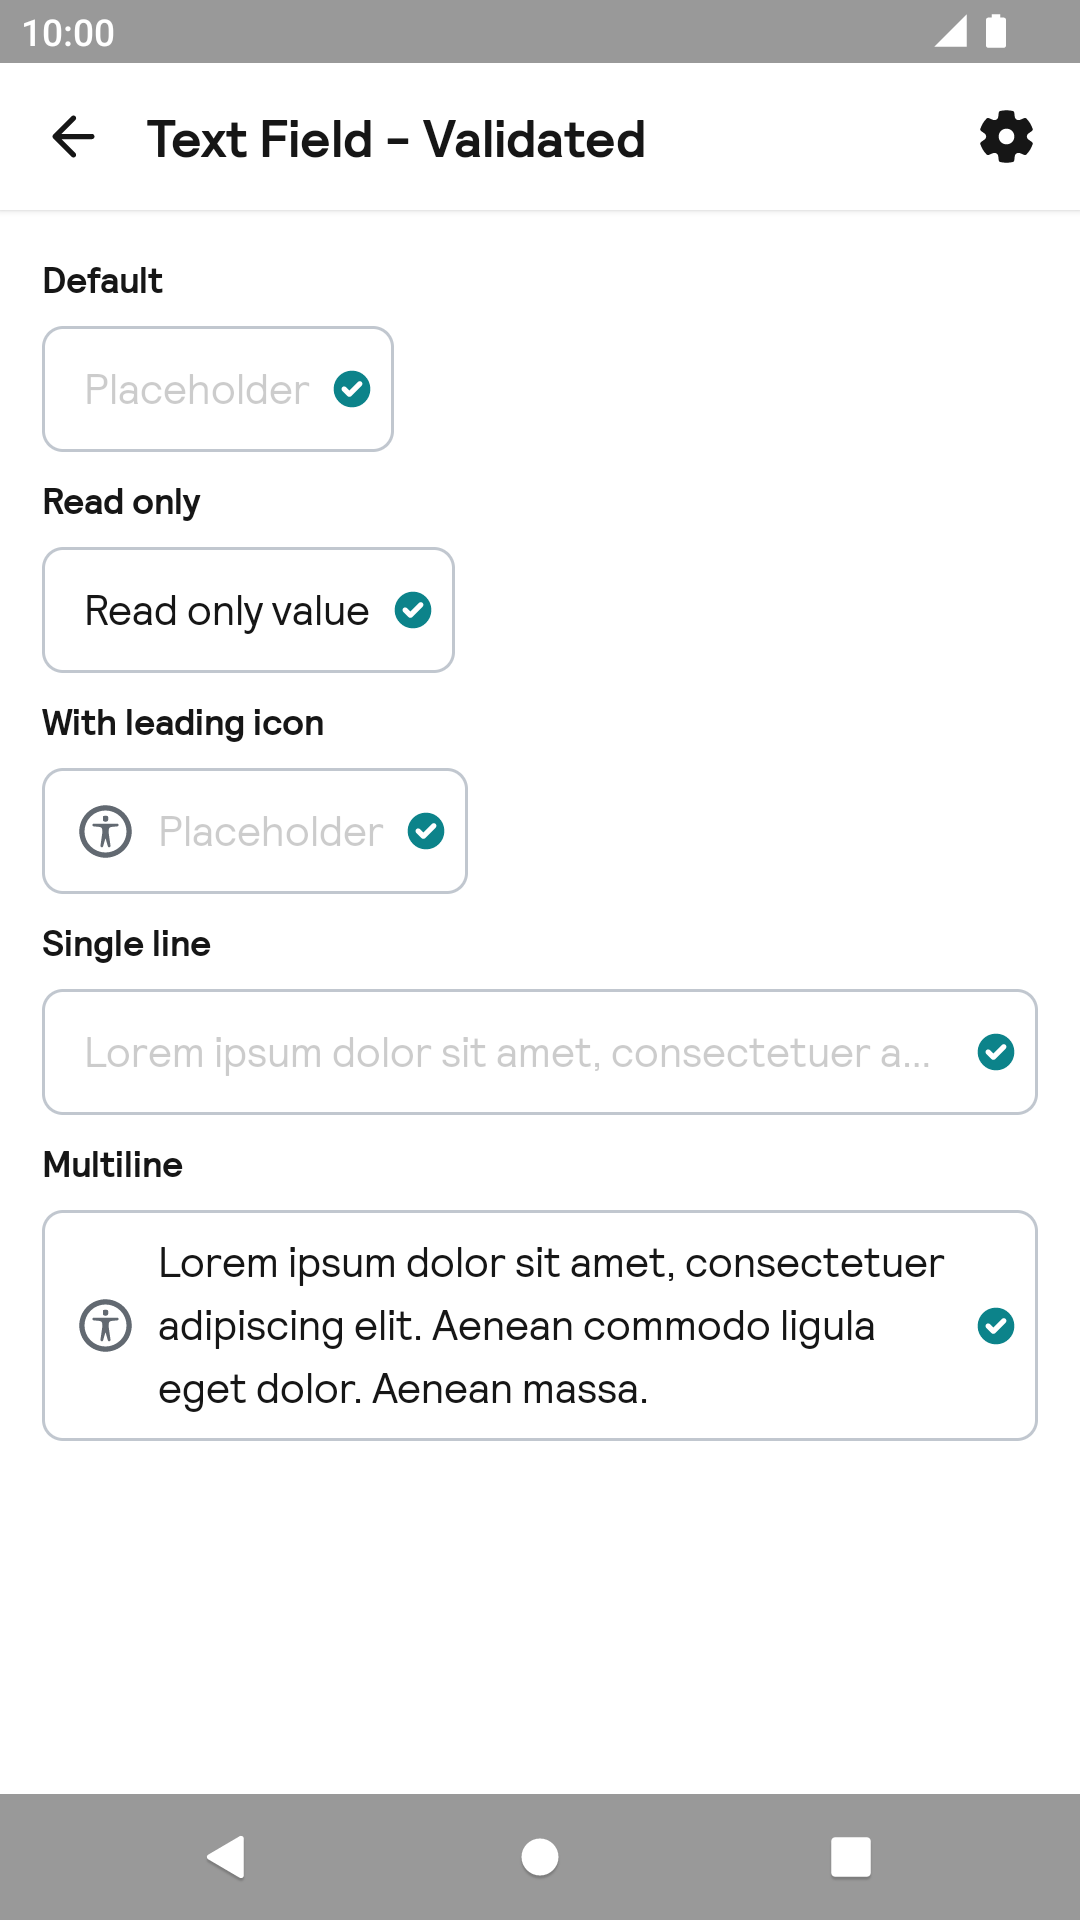 10:00
Text Field - Validated
Default
Placeholder
Read only
Read only value
With leading icon
Placeholder
Single line
Lorem ipsum dolor sit amet, consectetuer a...
Multiline
Lorem ipsum dolor sit amet, consectetuer
adipiscing elit. Aenean commodo ligula
eget dolor. Aenean massa.